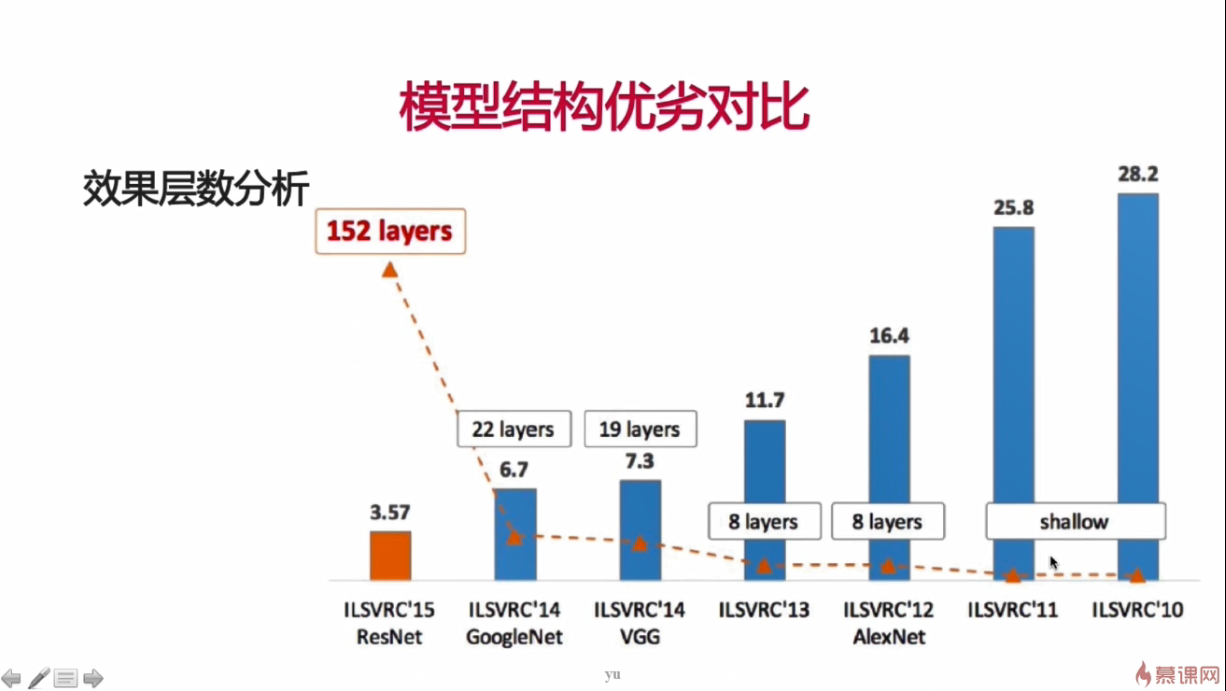 模型结构优劣对比
效果层数分析
28.2
25.8
152 layers
16.4
11.7
22 layers
19 layers
6.7
7.3
3.57
8 layers
8 layers
shallow
ILSVRC'15
ResNet
ILSVRC'14
GoogleNet
ILSVRC'14
VGG
ILSVRC'13
ILSVRC'12
AlexNet
ILSVRC'11
ILSVRC'10
yu
慕课网